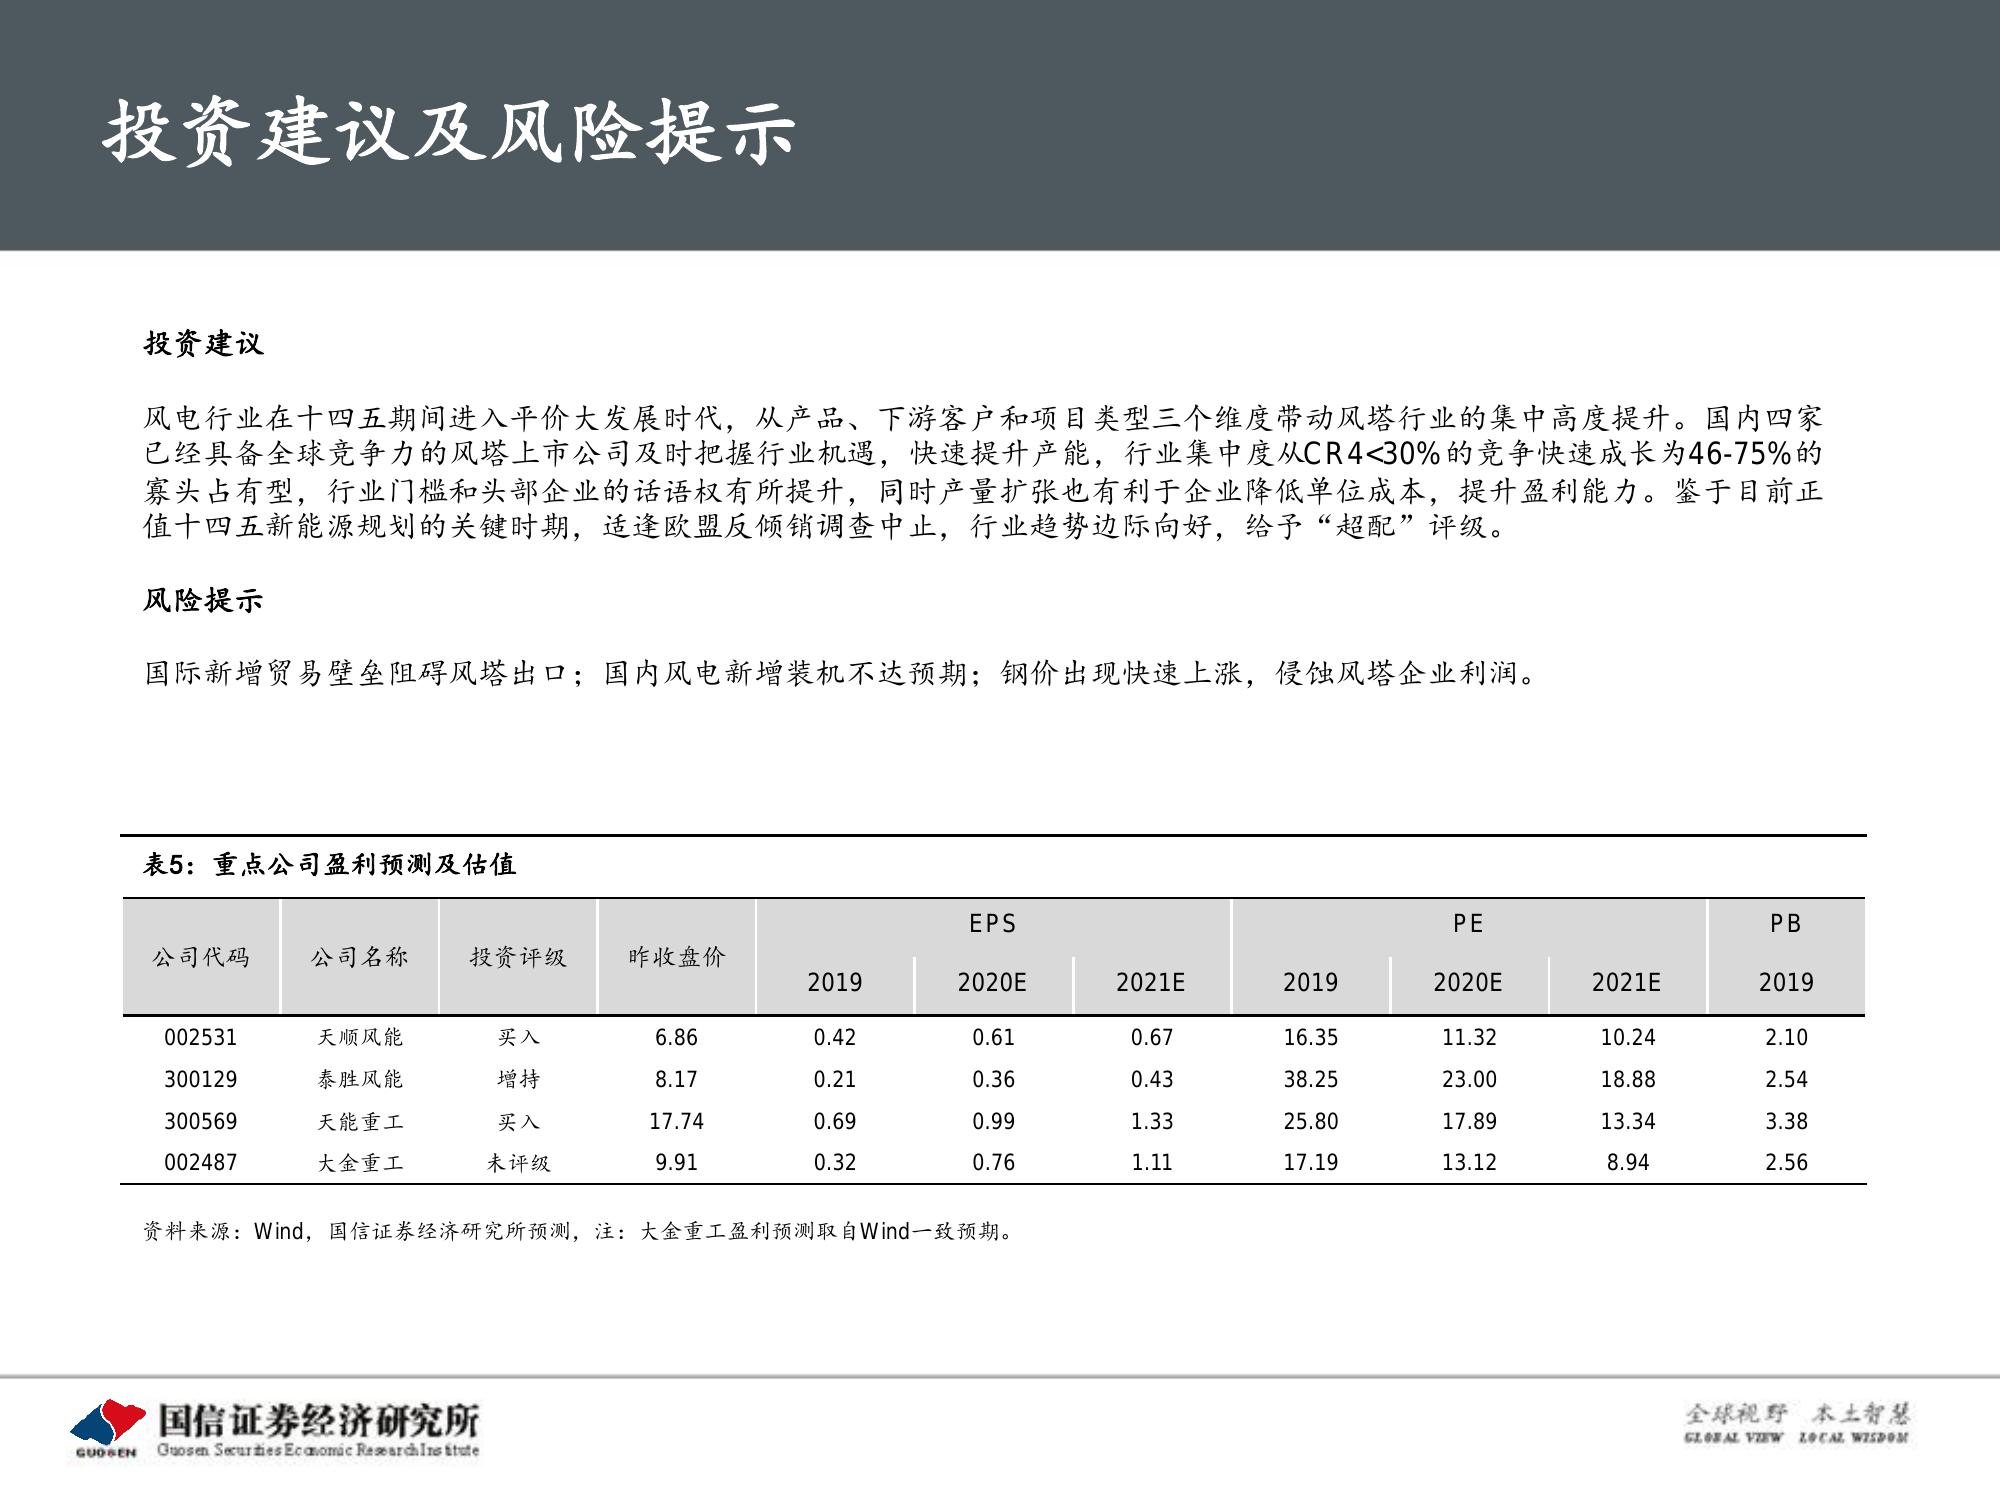 投资建议及风险提示
投资建议
风电行业在十四五期间进入平价大发展时代，从产品、下游客户和项目类型三个维度带动风塔行业的集中高度提升。国内四家
已经具备全球竞争力的风塔上市公司及时把握行业机遇，快速提升产能，行业集中度从CR4<30%的竞争快速成长为46-75%的
寡头占有型，行业门槛和头部企业的话语权有所提升，同时产量扩张也有利于企业降低单位成本，提升盈利能力。鉴于目前正
值十四五新能源规划的关键时期，适逢欧盟反倾销调查中止，行业趋势边际向好，给予“超配”评级。
风险提示
国际新增贸易壁垒阻碍风塔出口；国内风电新增装机不达预期；钢价出现快速上涨，侵蚀风塔企业利润。
表5：重点公司盈利预测及估值
公司代码 公司名称 投资评级 昨收盘价 EPS PE PB
2019 2020E 2021E 2019 2020E 2021E 2019
002531 天顺风能 买入 6.86 0.42 0.61 0.67 16.35 11.32 10.24 2.10
300129 泰胜风能 增持 8.17 0.21 0.36 0.43 38.25 23.00 18.88 2.54
300569 天能重工 买入 17.74 0.69 0.99 1.33 25.80 17.89 13.34 3.38
002487 大金重工 未评级 9.91 0.32 0.76 1.11 17.19 13.12 8.94 2.56
资料来源：Wind，国信证券经济研究所预测，注：大金重工盈利预测取自Wind一致预期。
GUOSEN
国信证券经济研究所
Guosen Securities Economic Research Institute
全球视野 本土智慧
GLOBAL VIEW LOCAL WISDOM